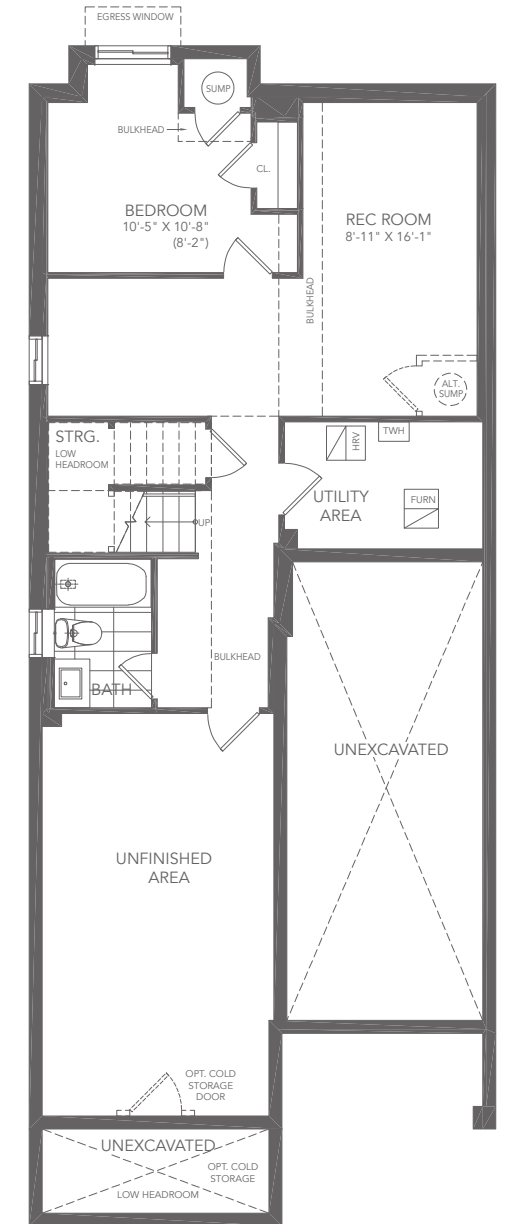 EGRESS WINDOW
SUMP
BULKHEAD
CL.
BEDROOM
10'-5" X 10'-8"
(8'-2")
REC ROOM
8'-11" X 16'-1"
BULKHEAD
ALT.
SUMP
STRG.
LOW
HEADROOM
HRV
TWH
UTILITY
AREA
FURN
UP
BULKHEAD
BATH
UNEXCAVATED
UNFINISHED
AREA
OPT. COLD
STORAGE
DOOR
UNEXCAVATED
OPT. COLD
STORAGE
LOW HEADROOM